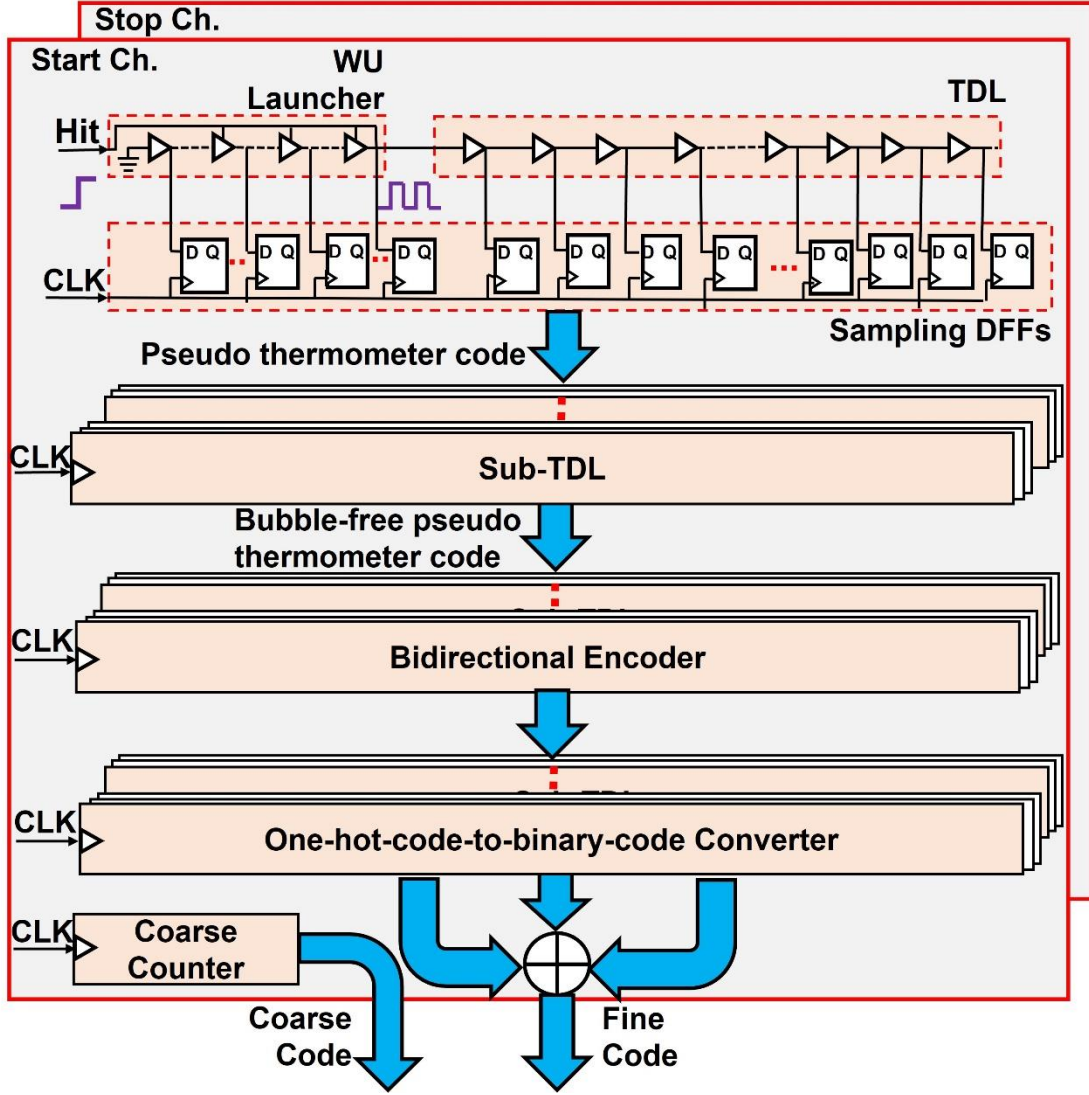 Stop Ch.
Start Ch.
WU
Launcher
TDL
Hit
D Q
D Q
D Q
D Q
D Q
D Q
D Q
D Q
D Q
D Q
D Q
D Q
CLK
Sampling DFFs
Pseudo thermometer code
CLK
Sub-TDL
Bubble-free pseudo
thermometer code
CLK
Bidirectional Encoder
CLK
One-hot-code-to-binary-code Converter
CLK
Coarse
Counter
Coarse
Code
Fine
Code